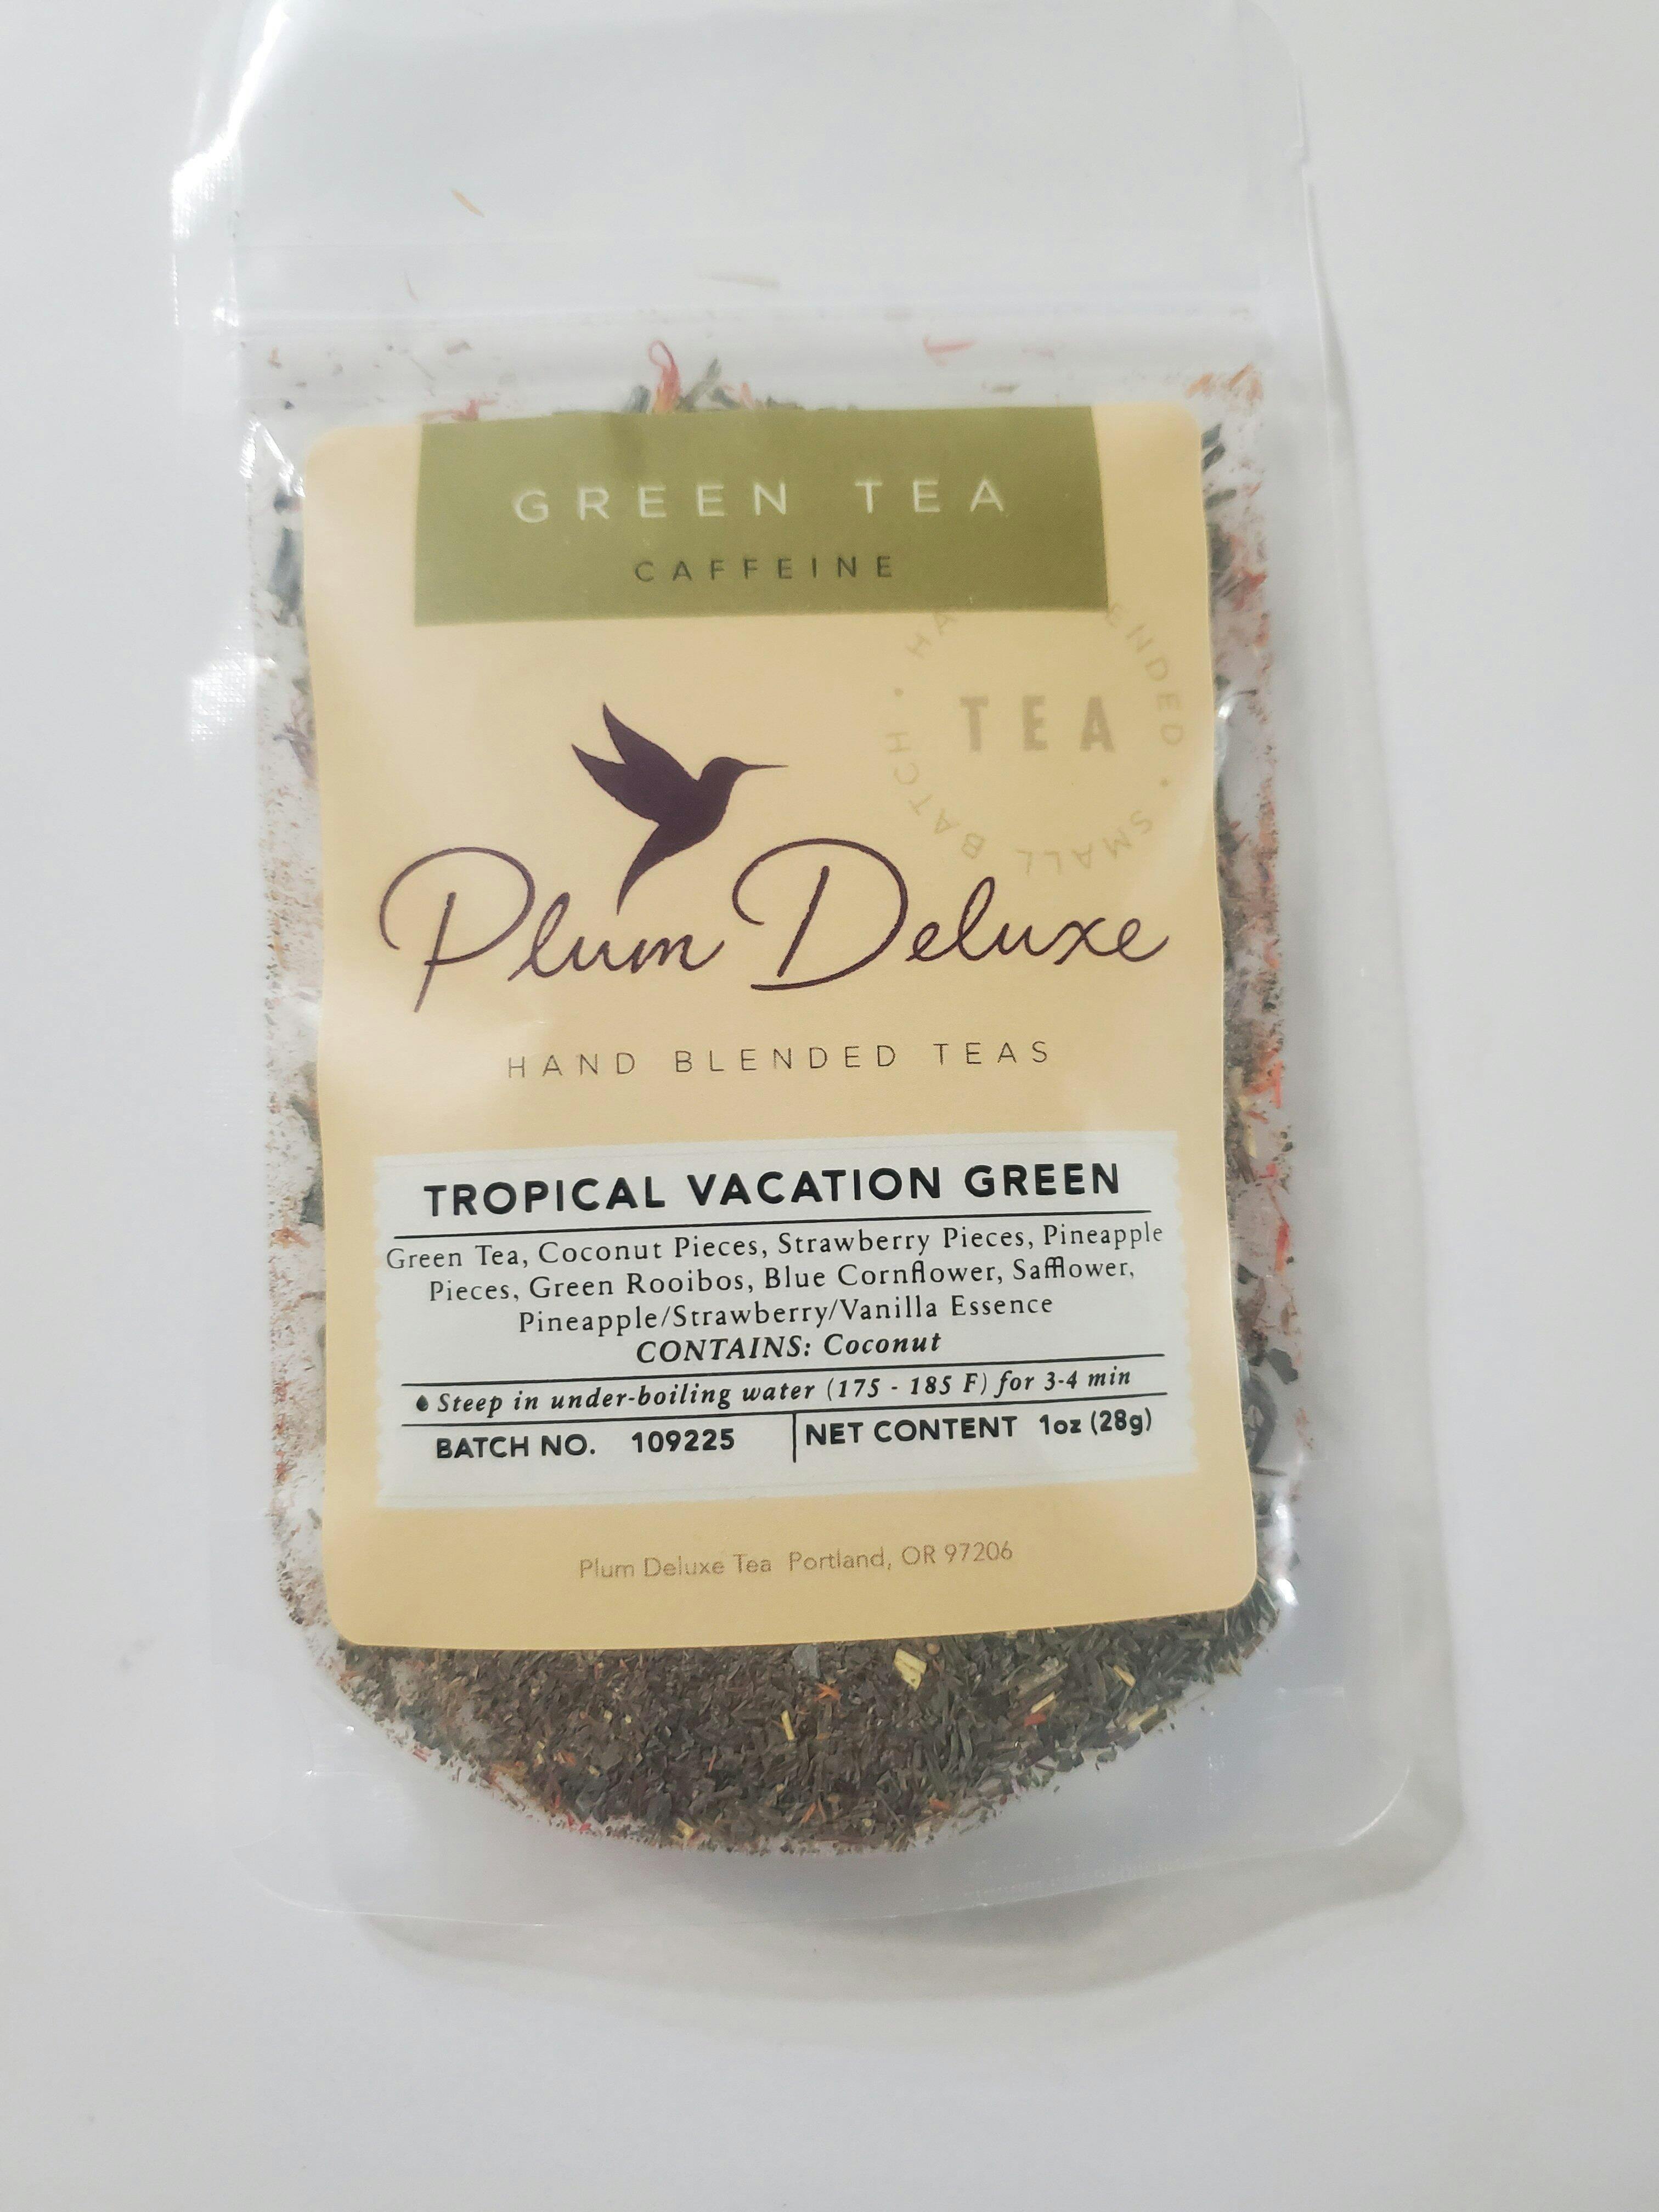 GREEN TEA
CAFFEINE
TEA
SMALL BATCH
Plum Deluxe
HAND BLENDED TEAS
TROPICAL VACATION GREEN
Green Tea, Coconut Pieces, Strawberry Pieces, Pineapple
Pieces, Green Rooibos, Blue Cornflower, Safflower,
Pineapple/Strawberry/Vanilla Essence
CONTAINS: Coconut
Steep in under-boiling water (175 - 185 F) for 3-4 min
BATCH NO. 109225 NET CONTENT 1oz (28g)
Plum Deluxe Tea Portland, OR 97206